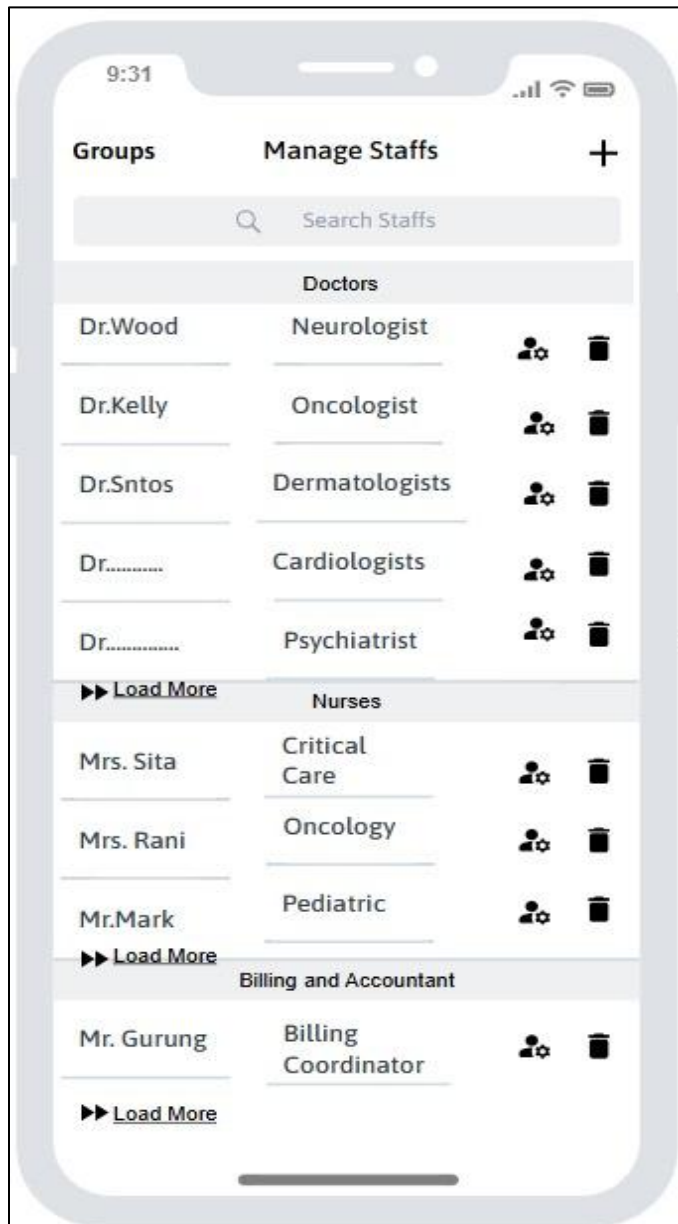 9:31
Groups Manage Staffs +
Search Staffs
Doctors
Dr.Wood Neurologist
Dr.Kelly Oncologist
Dr.Sntos Dermatologists
Dr........... Cardiologists
Dr.............. Psychiatrist
Load More
Nurses
Mrs. Sita Critical
Care
Mrs. Rani Oncology
Mr.Mark Pediatric
Load More
Billing and Accountant
Mr. Gurung Billing
Coordinator
Load More